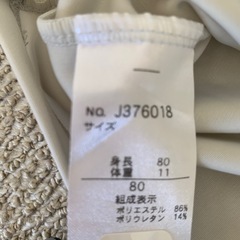 NO. J376018
サイズ
身長 80
体重 11
80
組成表示
ポリエステル 86%
ポリウレタン 14%